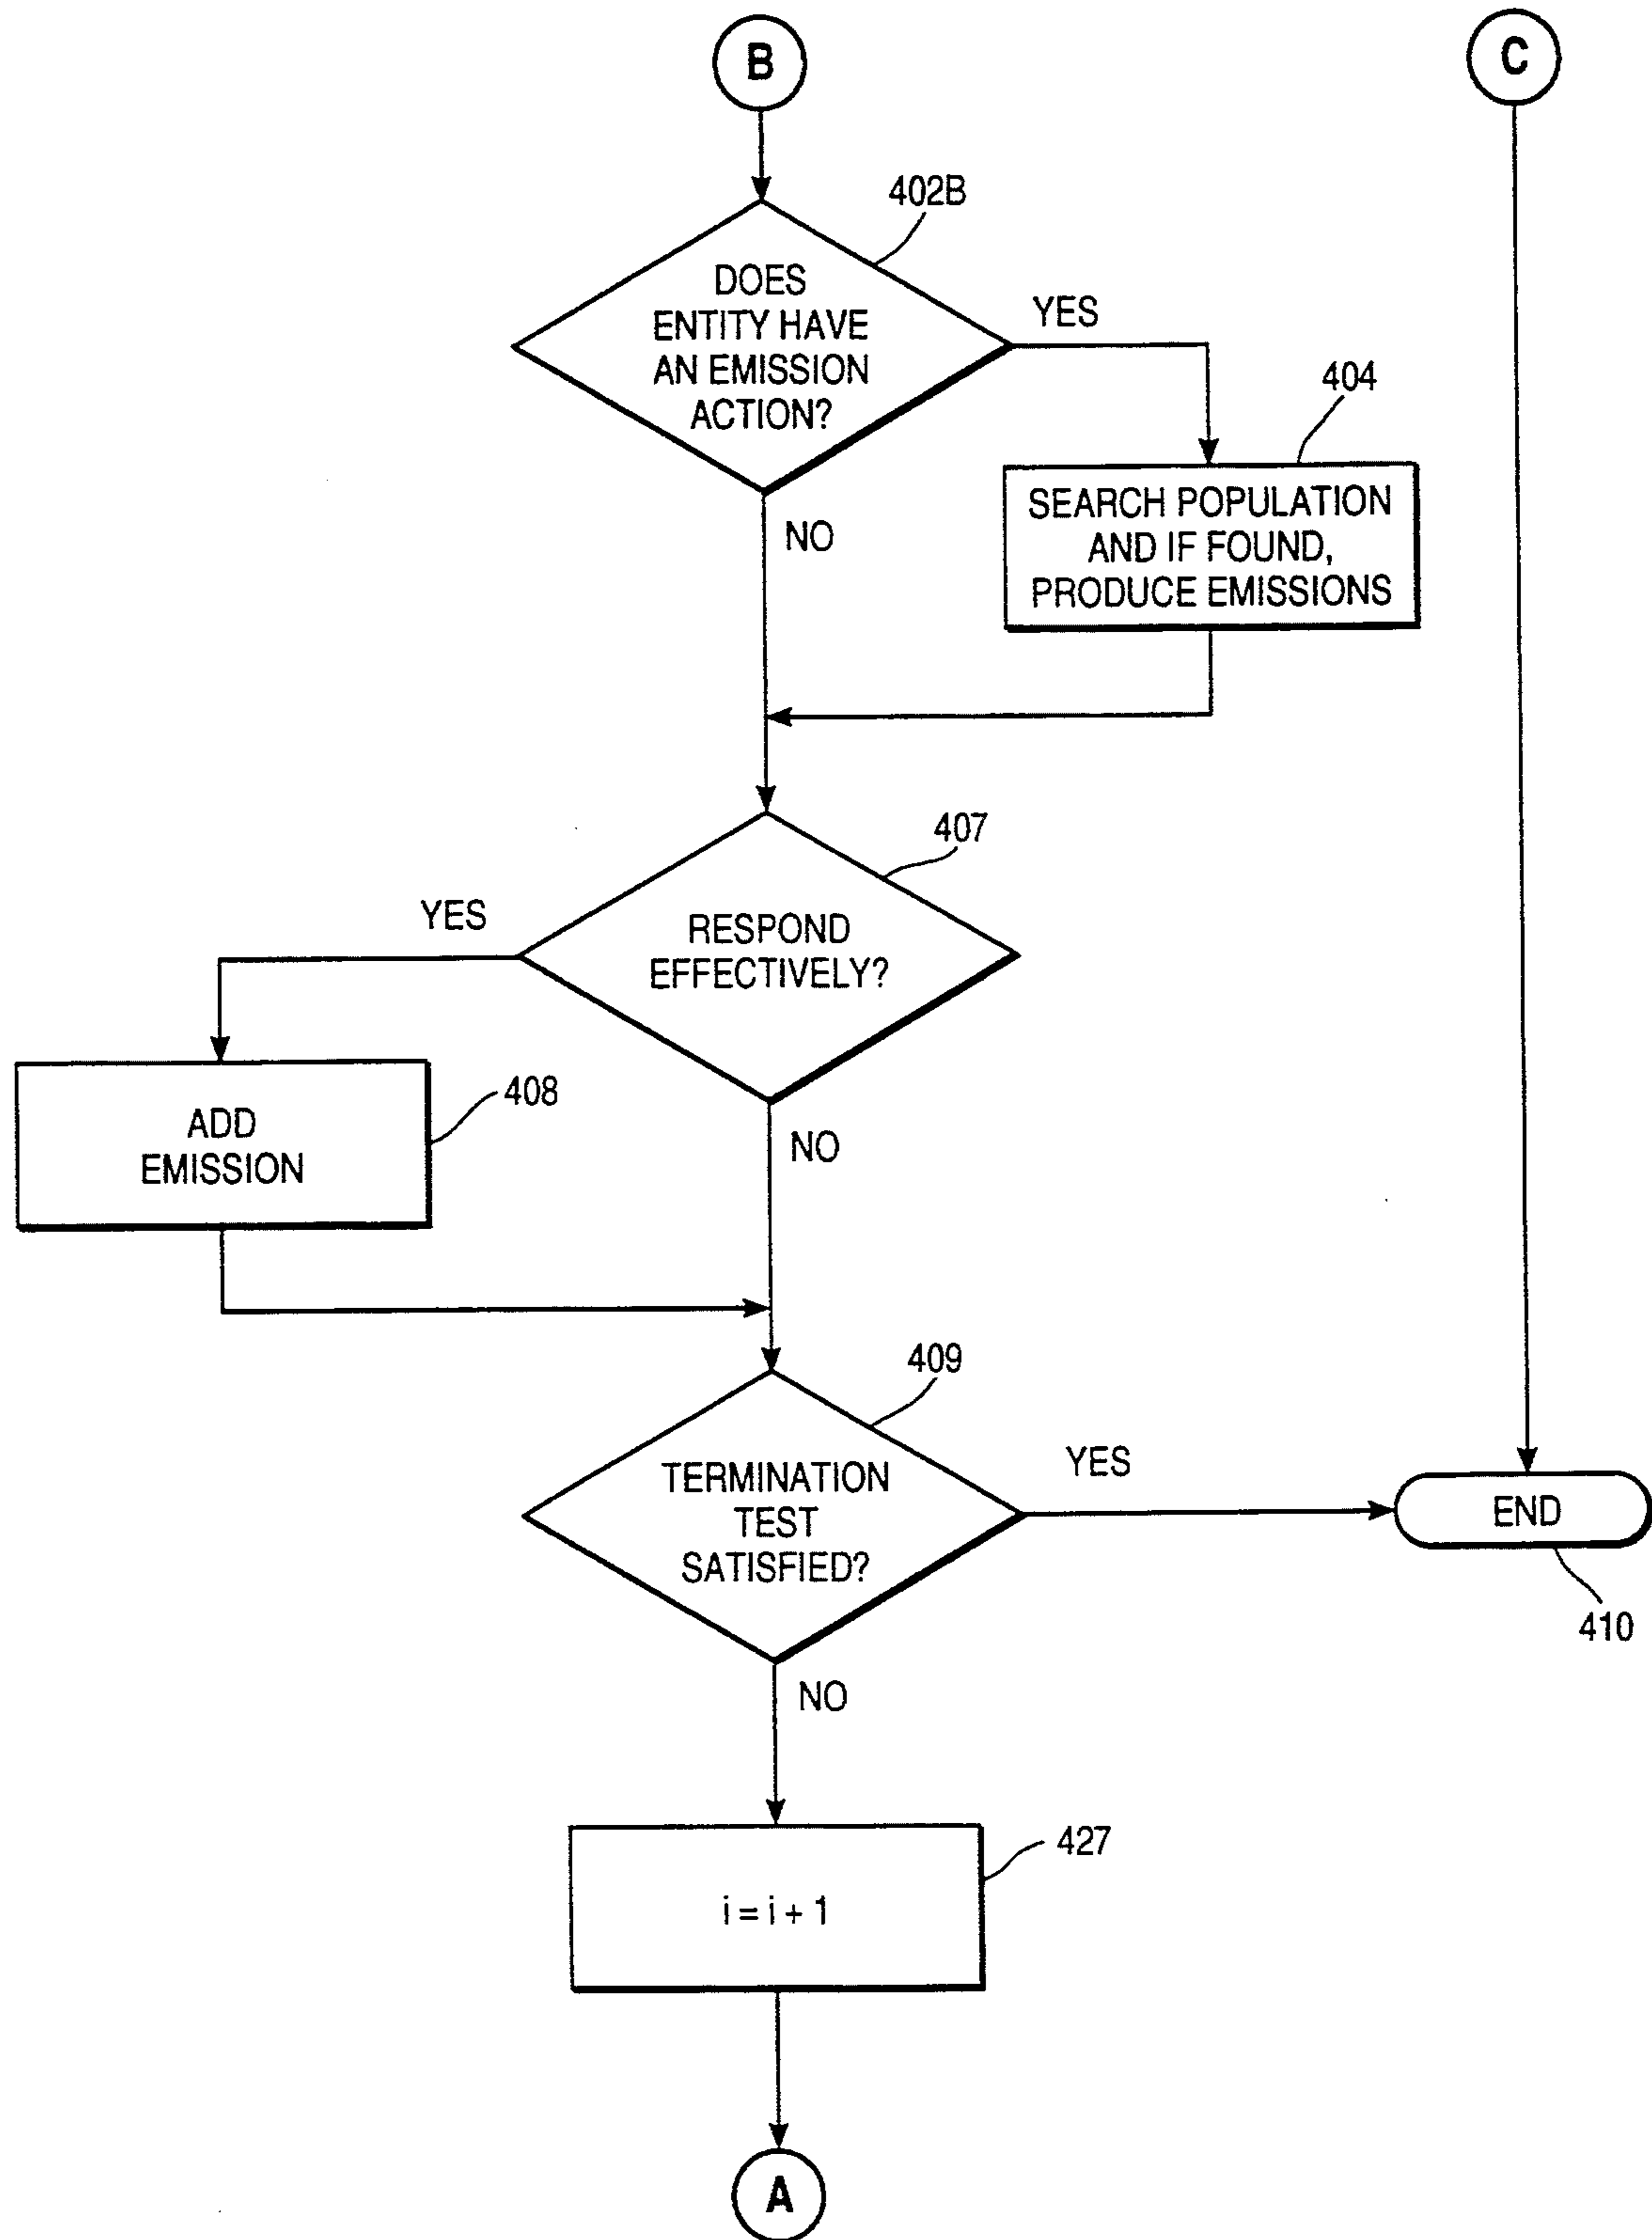 B
C
402B
DOES
ENTITY HAVE
AN EMISSION
ACTION?
YES
404
SEARCH POPULATION
AND IF FOUND,
PRODUCE EMISSIONS
NO
407
YES
RESPOND
EFFECTIVELY?
408
ADD
EMISSION
NO
409
TERMINATION
TEST
SATISFIED?
YES
END
410
NO
427
i = i + 1
A